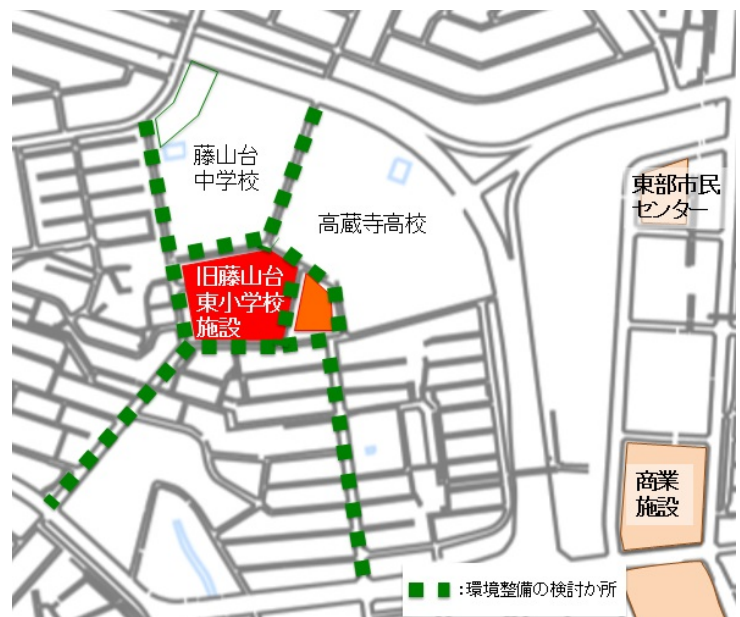 藤山台
中学校
高蔵寺高校
東部市民
センター
旧藤山台
東小学校
施設
商業
施設
:環境整備の検討か所